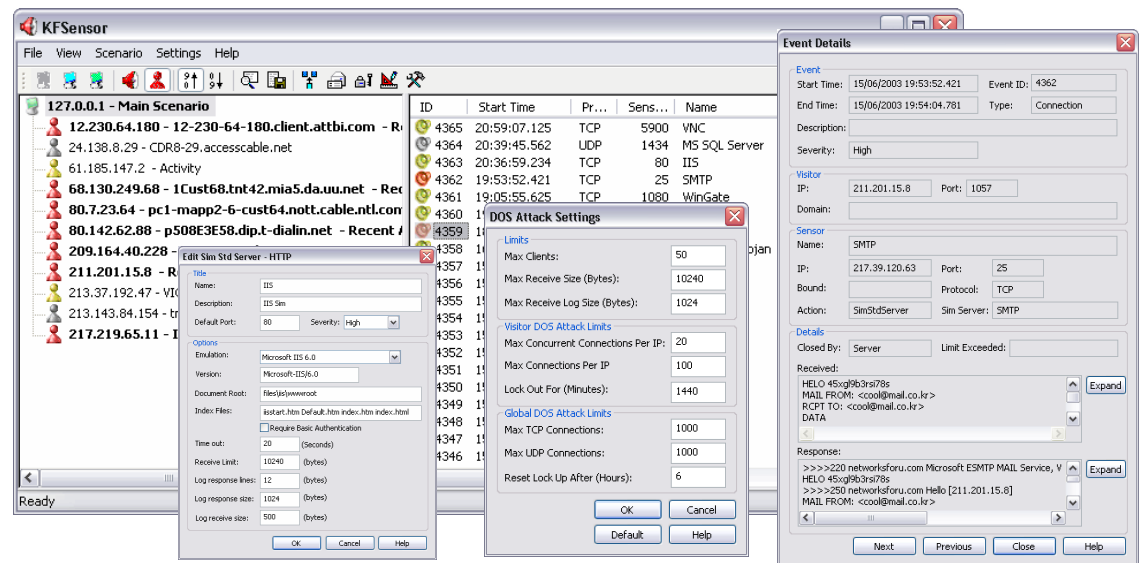 KFSensor
File View Scenario Settings Help
127.0.0.1 - Main Scenario
12.230.64.180 - 12-230-64-180.client.attbi.com - R
24.138.8.29 - CDR8-29.accesscable.net
61.185.147.2 - Activity
68.130.249.68 - 1Cust68.tnt42.mia5.da.uu.net - Rec
80.7.23.64 - pc1-mapp2-6-cust64.nott.cable.ntl.com
80.142.62.88 - p508E3E58.dip.t-dialin.net - Recent
209.164.40.228 -
211.201.15.8 - R
213.37.192.47 - VI
213.143.84.154 - tr
217.219.65.11 - I
Ready
ID Start Time Pr... Sens... Name
4365 20:59:07.125 TCP 5900 VNC
4364 20:39:45.562 UDP 1434 MS SQL Server
4363 20:36:59.234 TCP 80 IIS
4362 19:53:52.421 TCP 25 SMTP
4361 19:05:55.625 TCP 1080 WinGate
4360 1
4359 18
4358 16 ojan
4357 15
4356 15
4355 15
4354 15
4353 15
4352 15
4351 15
4350 15
4349 15
4348 15
4347 15
4346 15
Edit Sim Std Server - HTTP
Title
Name: IIS
Description: IIS Sim
Default Port: 80 Severity: High
Options
Emulation: Microsoft IIS 6.0
Version: Microsoft-IIS/6.0
Document Root: files\iis\wwwroot
Index Files: iisstart.htm Default.htm index.htm index.html
Require Basic Authentication
Time out: 20 (Seconds)
Receive Limit: 10240 (bytes)
Log response lines: 12 (bytes)
Log response size: 1024 (bytes)
Log receive size: 500 (bytes)
OK Cancel Help
DOS Attack Settings
Limits
Max Clients: 50
Max Receive Size (Bytes): 10240
Max Receive Log Size (Bytes): 1024
Visitor DOS Attack Limits
Max Concurrent Connections Per IP: 20
Max Connections Per IP 100
Lock Out For (Minutes): 1440
Global DOS Attack Limits
Max TCP Connections: 1000
Max UDP Connections: 1000
Reset Lock Up After (Hours): 6
OK Cancel
Default Help
Event Details
Event
Start Time: 15/06/2003 19:53:52.421 Event ID: 4362
End Time: 15/06/2003 19:54:04.781 Type: Connection
Description:
Severity: High
Visitor
IP: 211.201.15.8 Port: 1057
Domain:
Sensor
Name: SMTP
IP: 217.39.120.63 Port: 25
Bound: Protocol: TCP
Action: SimStdServer Sim Server: SMTP
Details
Closed By: Server Limit Exceeded:
Received:
HELO 45xgl9b3rsi78s
MAIL FROM: <cool@mail.co.kr>
RCPT TO: <cool@mail.co.kr>
DATA
Expand
Response:
>>>>220 networksforu.com Microsoft ESMTP MAIL Service, V
HELO 45xgl9b3rsi78s
>>>>250 networksforu.com Hello [211.201.15.8]
MAIL FROM: <cool@mail.co.kr>
Expand
Next Previous Close Help